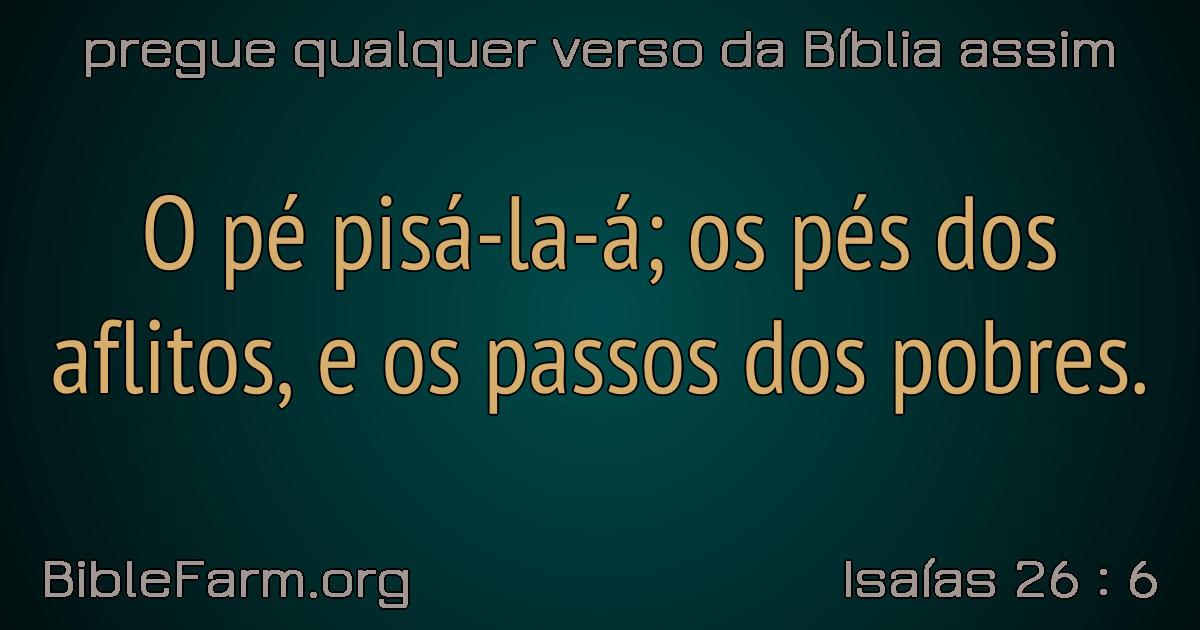 pregue qualquer verso da Bíblia assim
O pé pisá-la-á; os pés dos
aflitos, e os passos dos pobres.
BibleFarm.org
Isaías 26 : 6